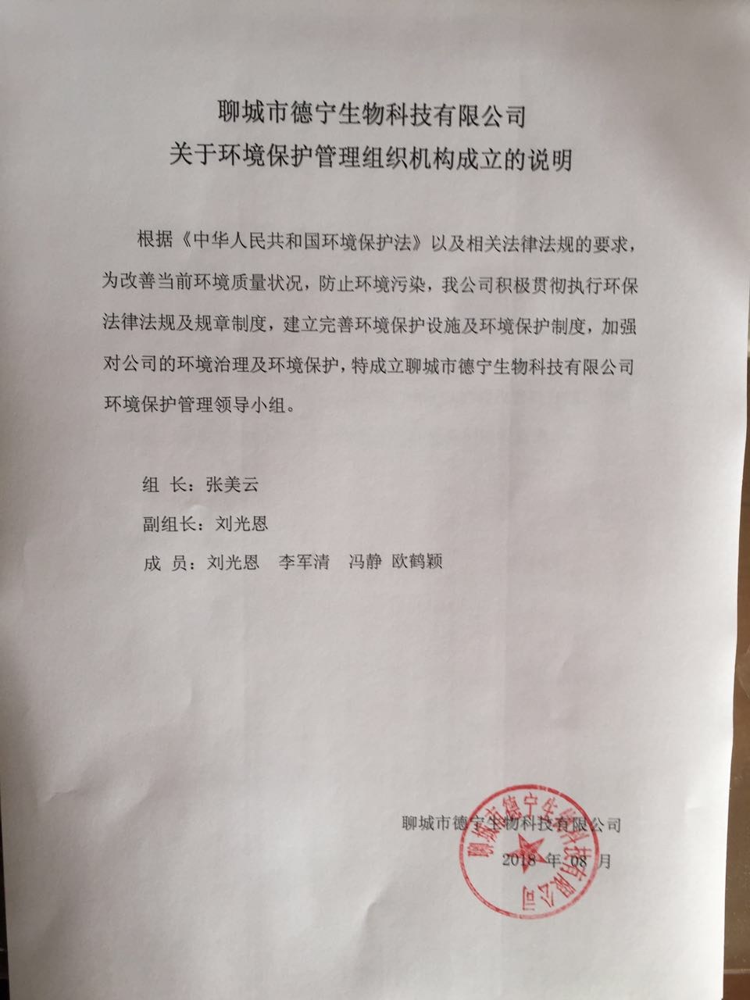 聊城市德宁生物科技有限公司
关于环境保护管理组织机构成立的说明
根据《中华人民共和国环境保护法》以及相关法律法规的要求，
为改善当前环境质量状况，防止环境污染，我公司积极贯彻执行环保
法律法规及规章制度，建立完善环境保护设施及环境保护制度，加强
对公司的环境治理及环境保护，特成立聊城市德宁生物科技有限公司
环境保护管理领导小组。
组 长：张美云
副组长：刘光恩
成 员：刘光恩 李军清 冯静 欧鹤颖
聊城市德宁生物科技有限公司
2018 年 08 月
聊城市德宁生物科技有限公司